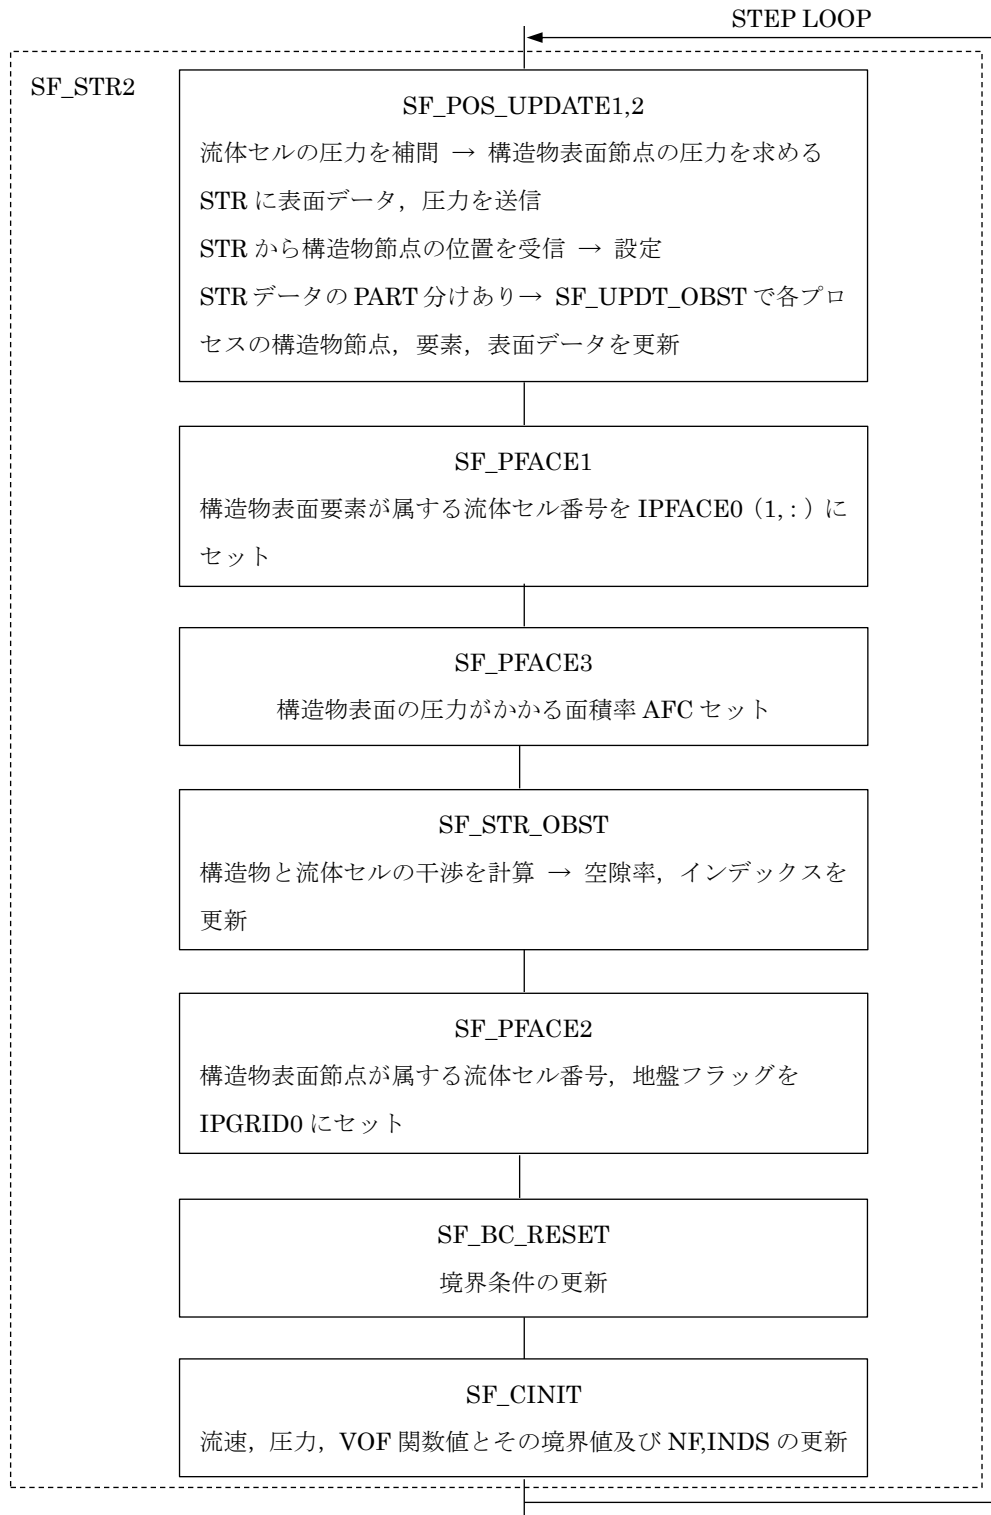 STEP LOOP
SF_STR2
SF_POS_UPDATE1,2
流体セルの圧力を補間 → 構造物表面節点の圧力を求める
STR に表面データ，圧力を送信
STR から構造物節点の位置を受信 → 設定
STR データの PART 分けあり→ SF_UPDT_OBST で各プロ
セスの構造物節点，要素，表面データを更新
SF_PFACE1
構造物表面要素が属する流体セル番号を IPFACE0（1, :）に
セット
SF_PFACE3
構造物表面の圧力がかかる面積率 AFC セット
SF_STR_OBST
構造物と流体セルの干渉を計算 → 空隙率，インデックスを
更新
SF_PFACE2
構造物表面節点が属する流体セル番号，地盤フラッグを
IPGRID0 にセット
SF_BC_RESET
境界条件の更新
SF_CINIT
流速，圧力，VOF 関数値とその境界値及び NF,INDS の更新